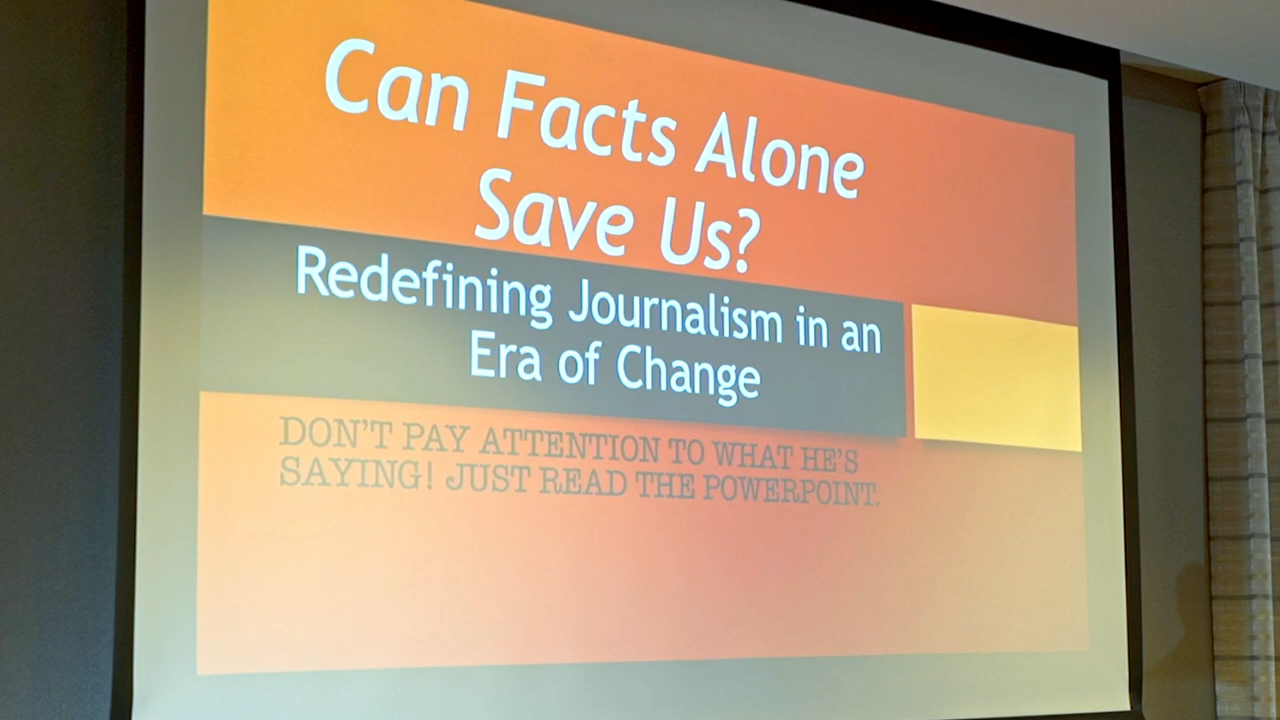 Can Facts Alone
Save Us?
Redefining Journalism in an
Era of Change
DON'T PAY ATTENTION TO WHAT HE'S
SAYING! JUST READ THE POWERPOINT.